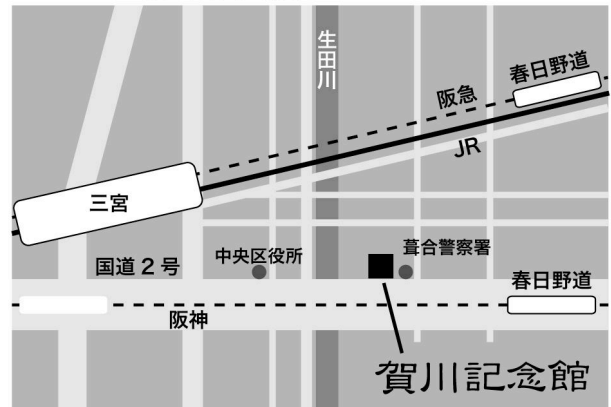 生田川
春日野道
阪急
JR
三宮
葺合警察署
中央区役所
国道2号
春日野道
阪神
賀川記念館